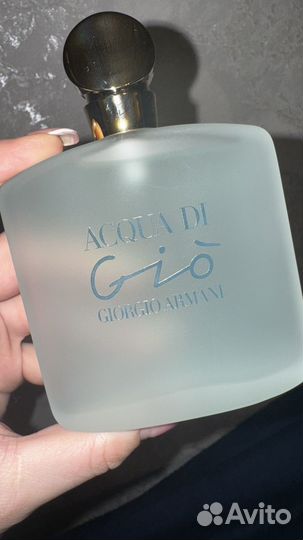 ACQUA DI
Giò
GIORGIO ARMANI
Avito